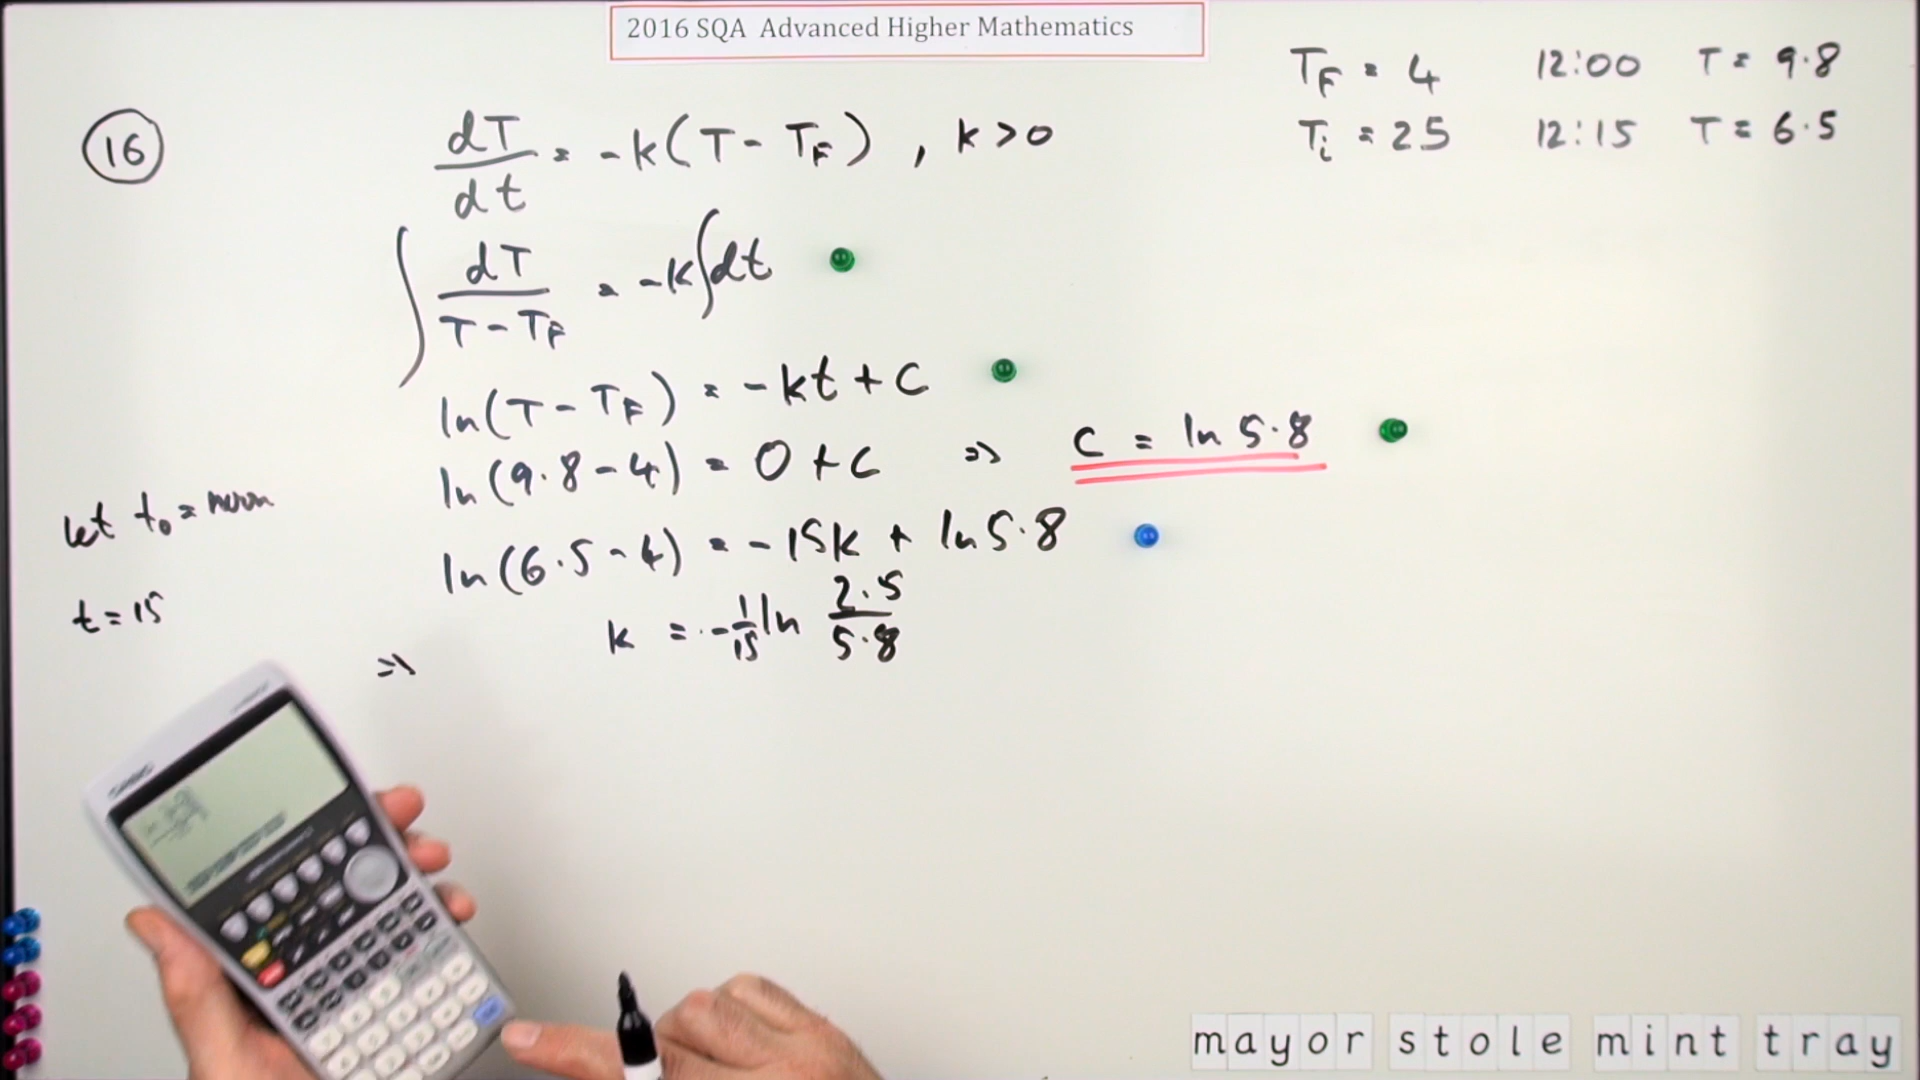 2016 SQA Advanced Higher Mathematics
T_F = 4 12:00 T = 9.8
T_i = 25 12:15 T = 6.5
16
dT/dt = -k(T - T_F) , k > 0
∫ dT/(T - T_F) = -k∫dt
ln(T - T_F) = -kt + C
ln(9.8 - 4) = 0 + C ⇒ C = ln 5.8
let t₀ = noon
ln(6.5 - 4) = -15k + ln 5.8
t = 15
⇒ k = -1/15 ln 2.5/5.8
mayor stole mint tray